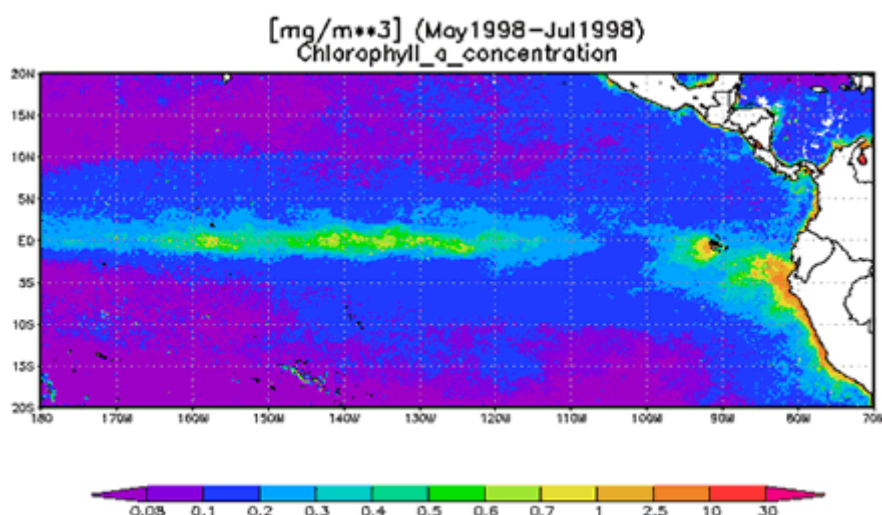 [mg/m**3] (May1998-Jul1998)
Chlorophyll_a_concentration
20N
15N
10N
5N
EQ
5S
10S
15S
20S
180 170W 160W 150W 140W 130W 120W 110W 100W 90W 80W 70W
0.08 0.1 0.2 0.3 0.4 0.5 0.6 0.7 1 2.5 10 30